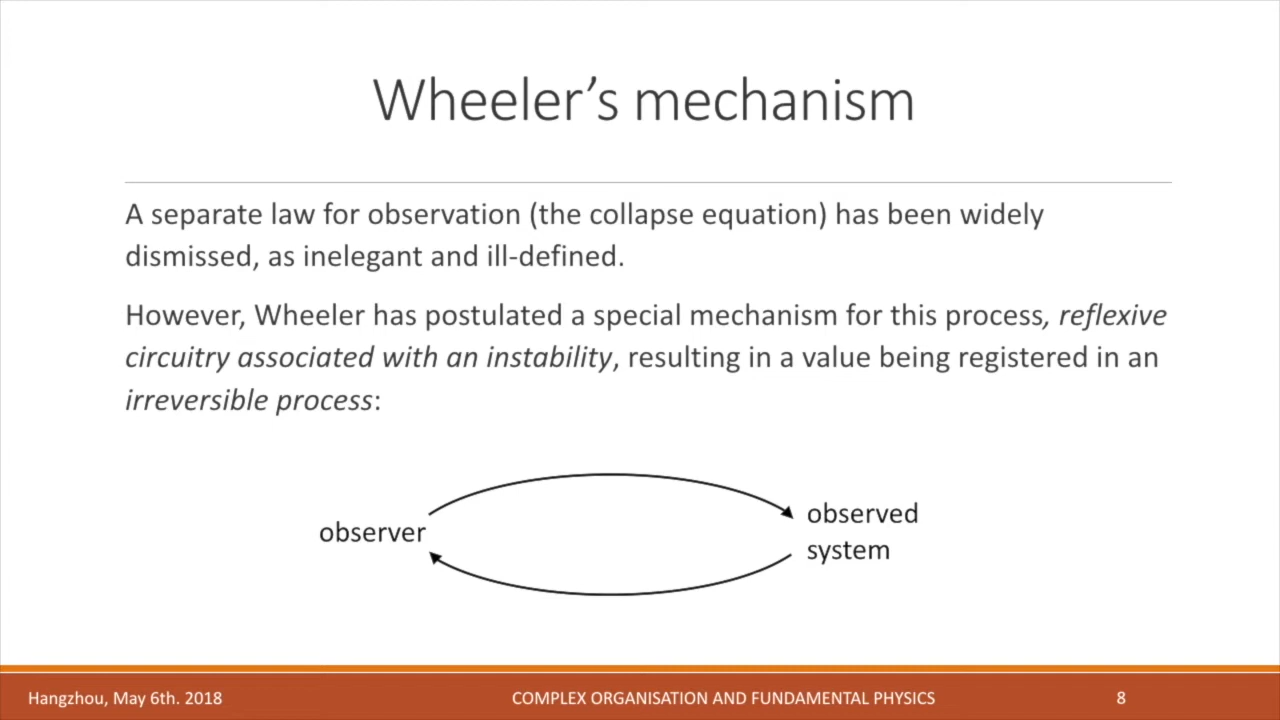 Wheeler’s mechanism
A separate law for observation (the collapse equation) has been widely
dismissed, as inelegant and ill-defined.
However, Wheeler has postulated a special mechanism for this process, reflexive
circuitry associated with an instability, resulting in a value being registered in an
irreversible process:
observer
observed
system
Hangzhou, May 6th. 2018
COMPLEX ORGANISATION AND FUNDAMENTAL PHYSICS
8